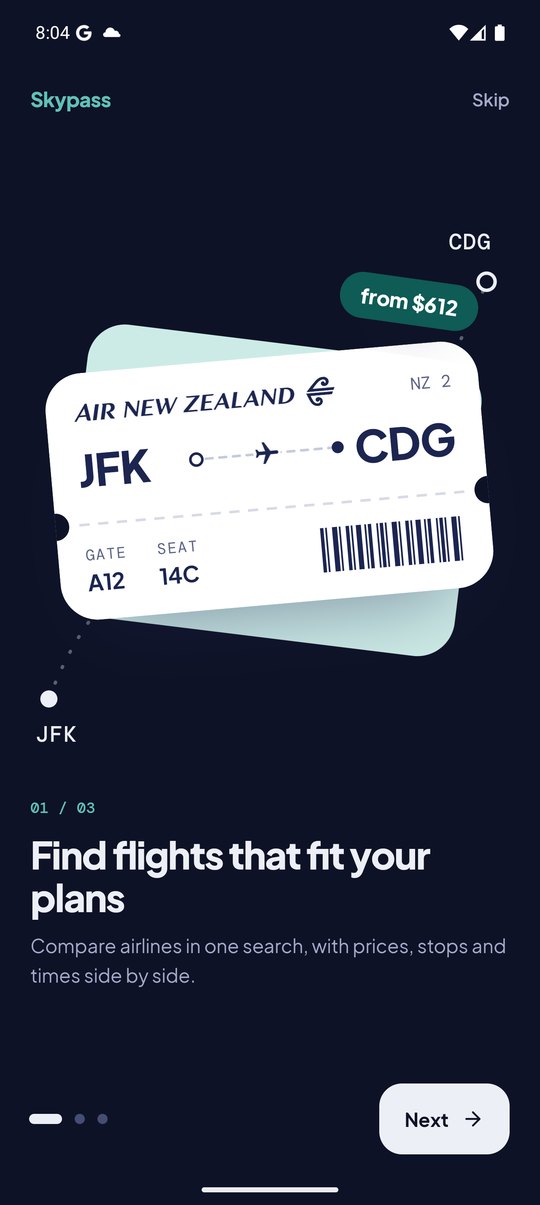 8:04
Skypass
Skip
CDG
from $612
AIR NEW ZEALAND
NZ 2
JFK
CDG
GATE
SEAT
A12
14C
JFK
01 / 03
Find flights that fit your
plans
Compare airlines in one search, with prices, stops and
times side by side.
Next